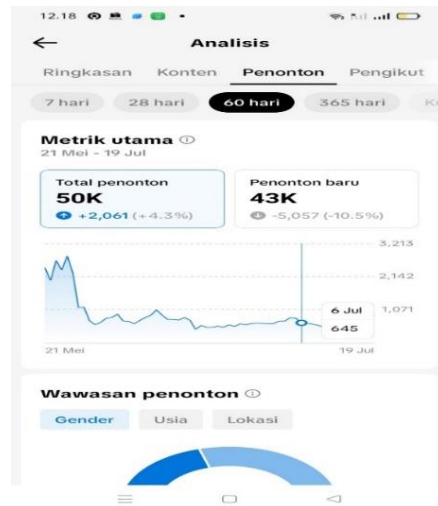 12.18
Analisis
Ringkasan Konten Penonton Pengikut
7 hari 28 hari 60 hari 365 hari
Metrik utama
21 Mei - 19 Jul
Total penonton Penonton baru
50K 43K
+2,061 (+4.3%) -5,057 (-10.5%)
3,213
2,142
6 Jul 1,071
645
21 Mei 19 Jul
Wawasan penonton
Gender Usia Lokasi